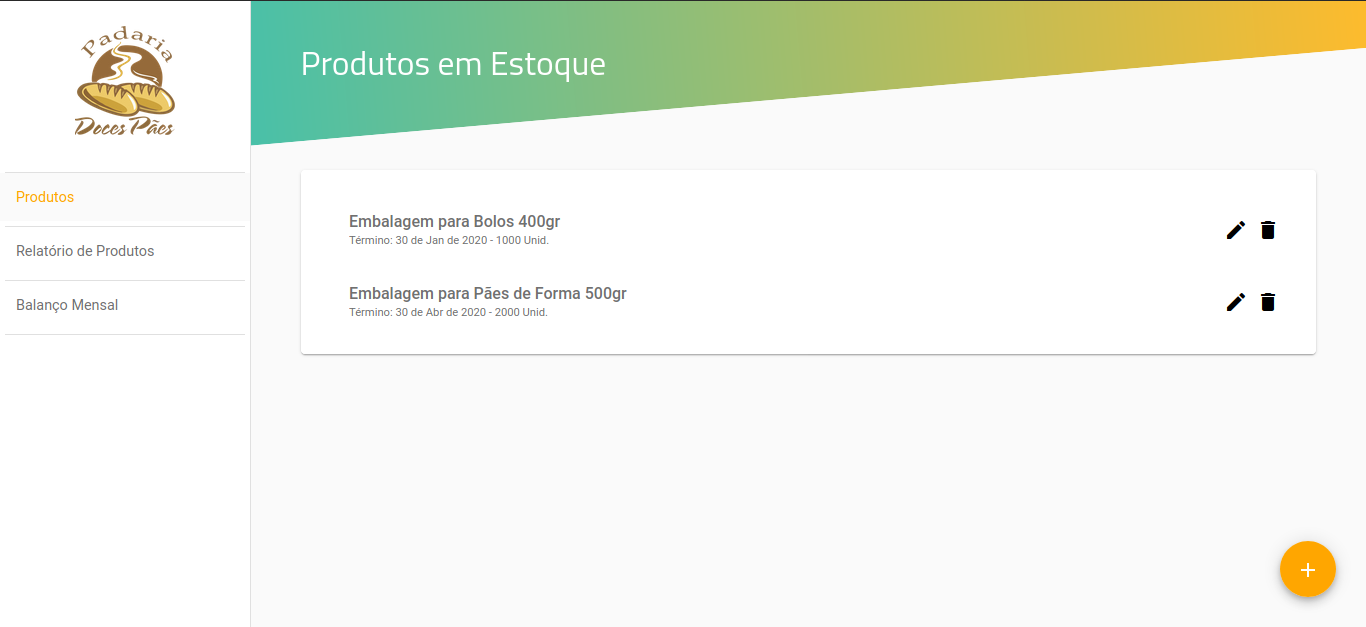 Padaria
Doces Pães
Produtos
Relatório de Produtos
Balanço Mensal
Produtos em Estoque
Embalagem para Bolos 400gr
Término: 30 de Jan de 2020 - 1000 Unid.
Embalagem para Pães de Forma 500gr
Término: 30 de Abr de 2020 - 2000 Unid.